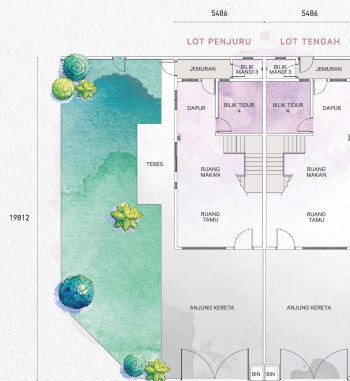 5486
5486
LOT PENJURU
LOT TENGAH
JEMURAN
BILIK
MANDI 3
BILIK
MANDI 3
JEMURAN
DAPUR
BILIK TIDUR
4
BILIK TIDUR
4
DAPUR
TERES
RUANG
MAKAN
RUANG
MAKAN
19812
RUANG
TAMU
RUANG
TAMU
ANJUNG KERETA
ANJUNG KERETA
BIN
BIN